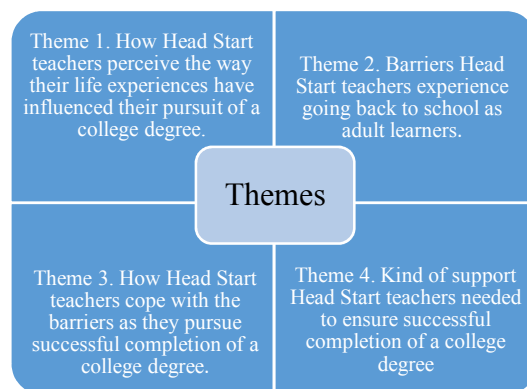 Theme 1. How Head Start
teachers perceive the way
their life experiences have
influenced their pursuit of a
college degree.
Theme 2. Barriers Head
Start teachers experience
going back to school as
adult learners.
Themes
Theme 3. How Head Start
teachers cope with the
barriers as they pursue
successful completion of a
college degree.
Theme 4. Kind of support
Head Start teachers needed
to ensure successful
completion of a college
degree